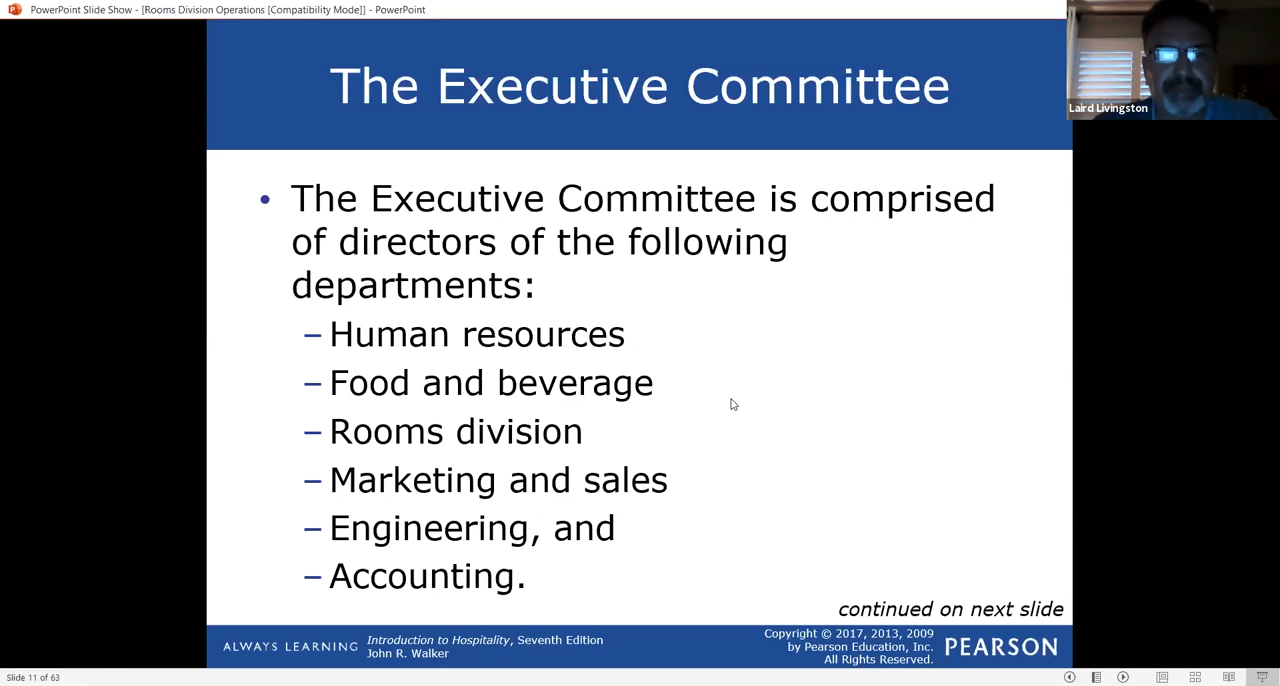 PowerPoint Slide Show - [Rooms Division Operations [Compatibility Mode]] - PowerPoint
Laird Livingston
The Executive Committee
• The Executive Committee is comprised
of directors of the following
departments:
– Human resources
– Food and beverage
– Rooms division
– Marketing and sales
– Engineering, and
– Accounting.
continued on next slide
ALWAYS LEARNING
Introduction to Hospitality, Seventh Edition
John R. Walker
Copyright © 2017, 2013, 2009
by Pearson Education, Inc.
All Rights Reserved.
PEARSON
Slide 11 of 63